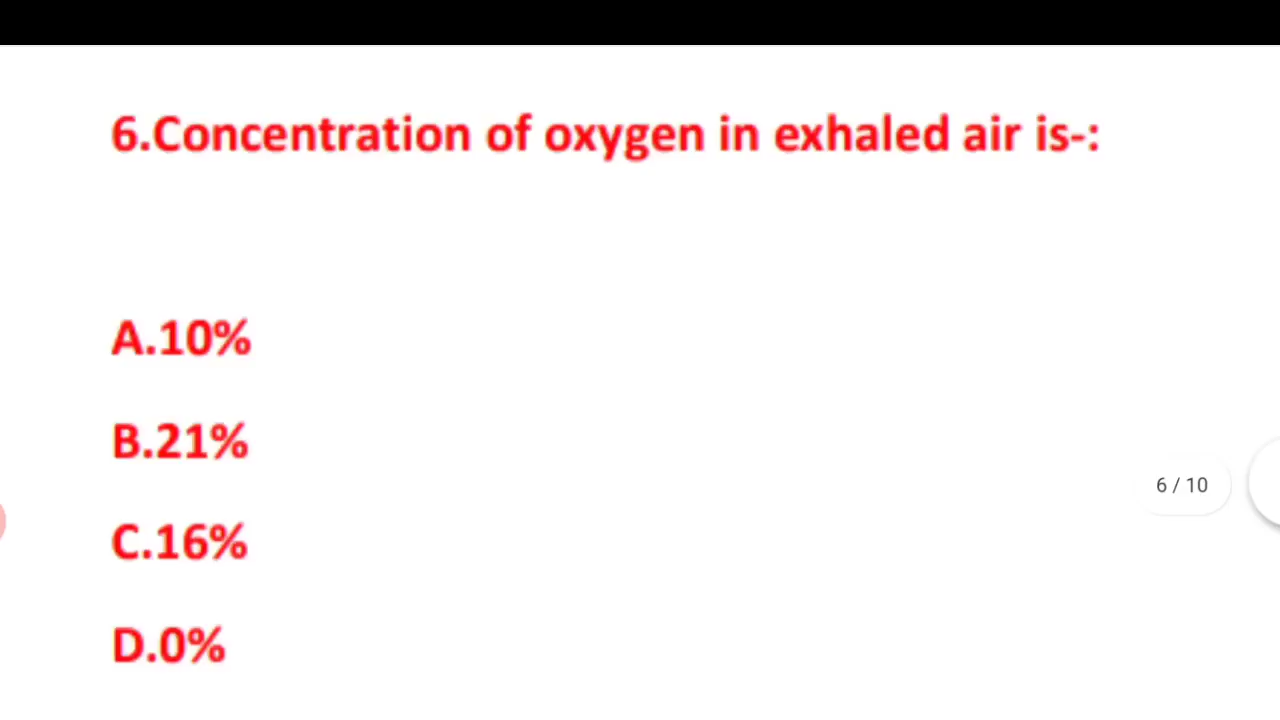 6.Concentration of oxygen in exhaled air is-:
A.10%
B.21%
6 / 10
C.16%
D.0%